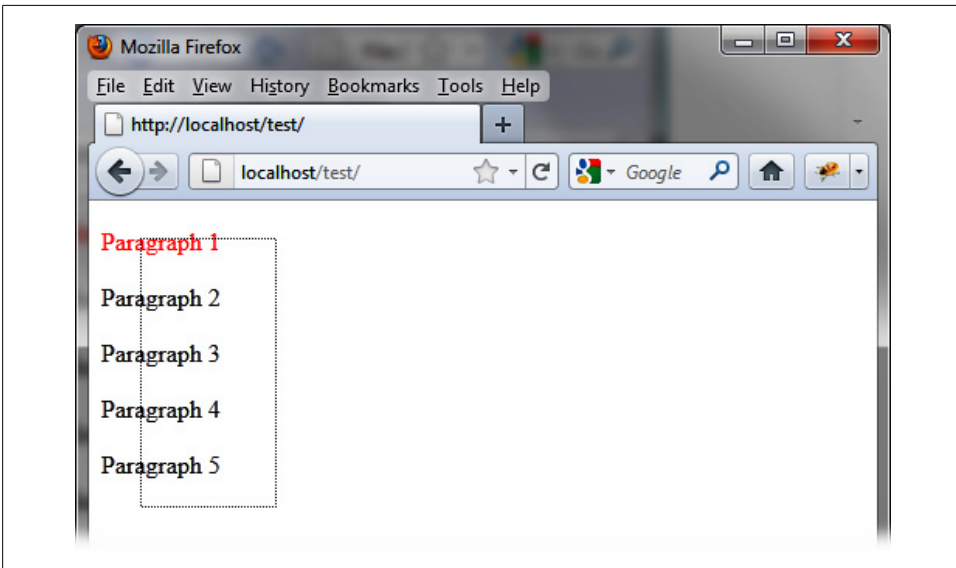 Mozilla Firefox
File Edit View History Bookmarks Tools Help
http://localhost/test/
localhost/test/ Google
Paragraph 1
Paragraph 2
Paragraph 3
Paragraph 4
Paragraph 5